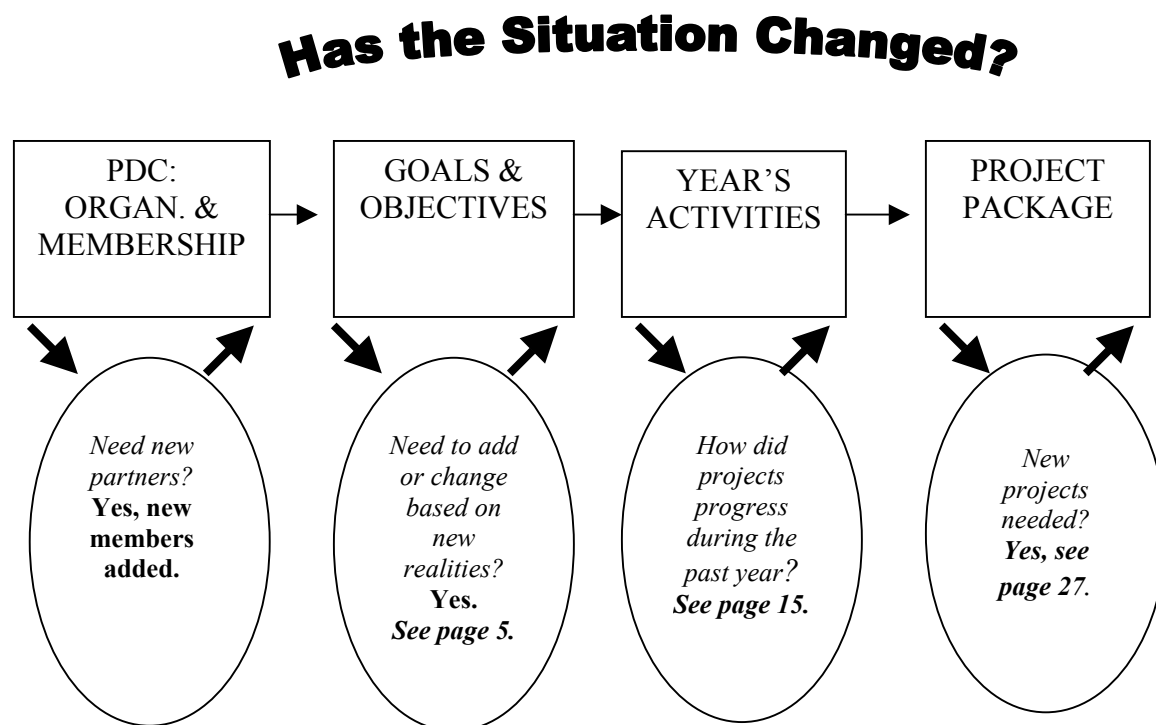 Has the Situation Changed?
PDC:
ORGAN. &
MEMBERSHIP
GOALS &
OBJECTIVES
YEAR'S
ACTIVITIES
PROJECT
PACKAGE
Need new
partners?
Yes, new
members
added.
Need to add
or change
based on
new
realities?
Yes.
See page 5.
How did
projects
progress
during the
past year?
See page 15.
New
projects
needed?
Yes, see
page 27.